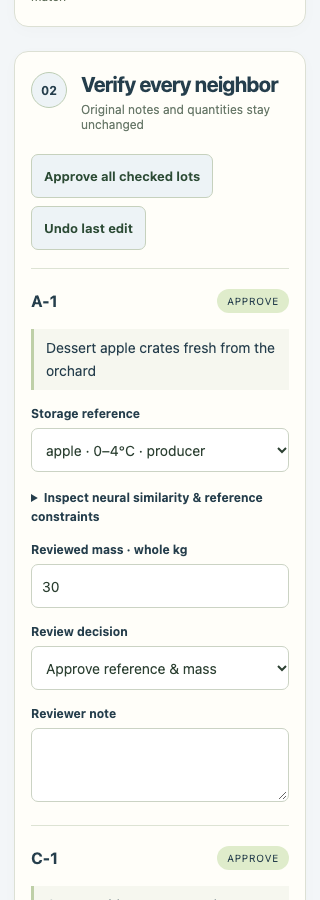 02
Verify every neighbor
Original notes and quantities stay
unchanged
Approve all checked lots
Undo last edit
A-1
APPROVE
Dessert apple crates fresh from the
orchard
Storage reference
apple · 0–4°C · producer
Inspect neural similarity & reference
constraints
Reviewed mass · whole kg
30
Review decision
Approve reference & mass
Reviewer note
C-1
APPROVE